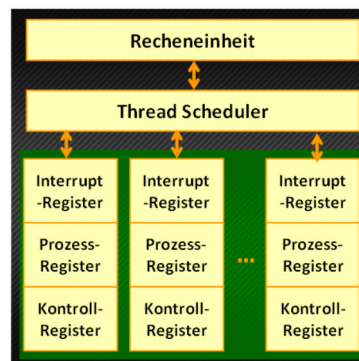 Recheneinheit
Thread Scheduler
Interrupt
-Register
Prozess-
Register
Kontroll-
Register
Interrupt
-Register
Prozess-
Register
Kontroll-
Register
...
Interrupt
-Register
Prozess-
Register
Kontroll-
Register